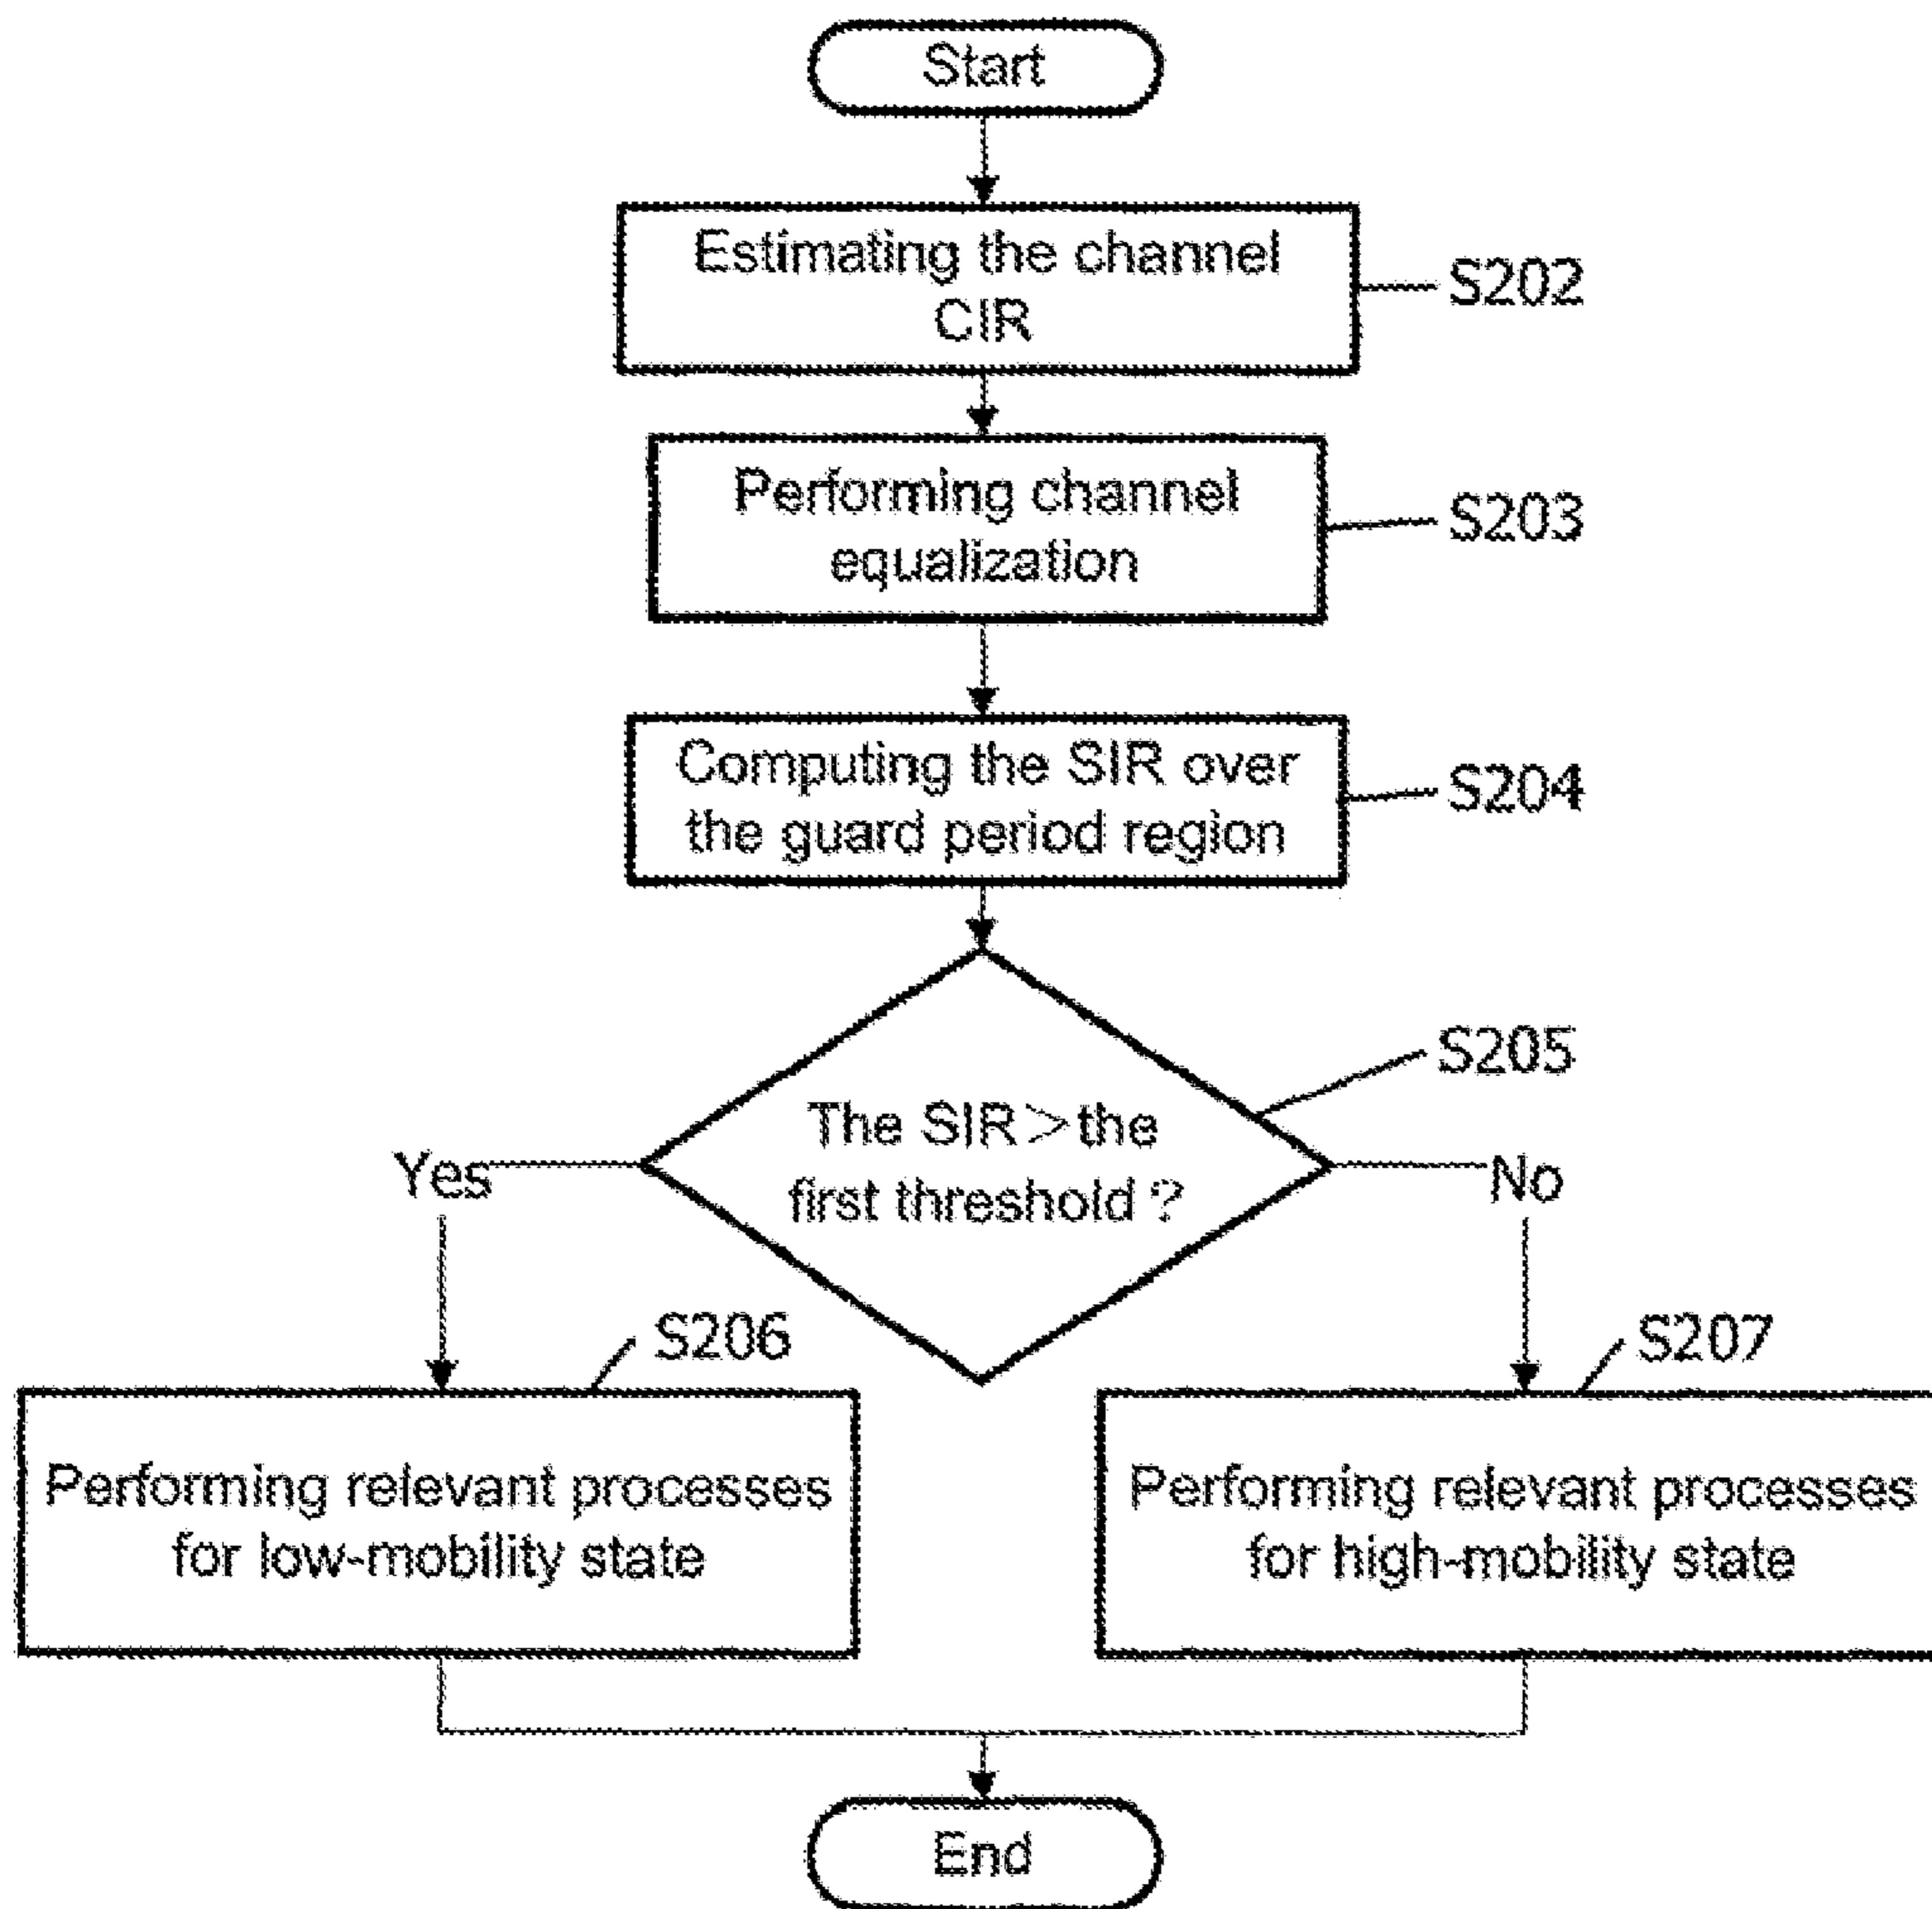 Start
Estimating the channel
CIR
S202
Performing channel
equalization
S203
Computing the SIR over
the guard period region
S204
The SIR＞the
first threshold？
S205
Yes
No
S206
S207
Performing relevant processes
for low-mobility state
Performing relevant processes
for high-mobility state
End